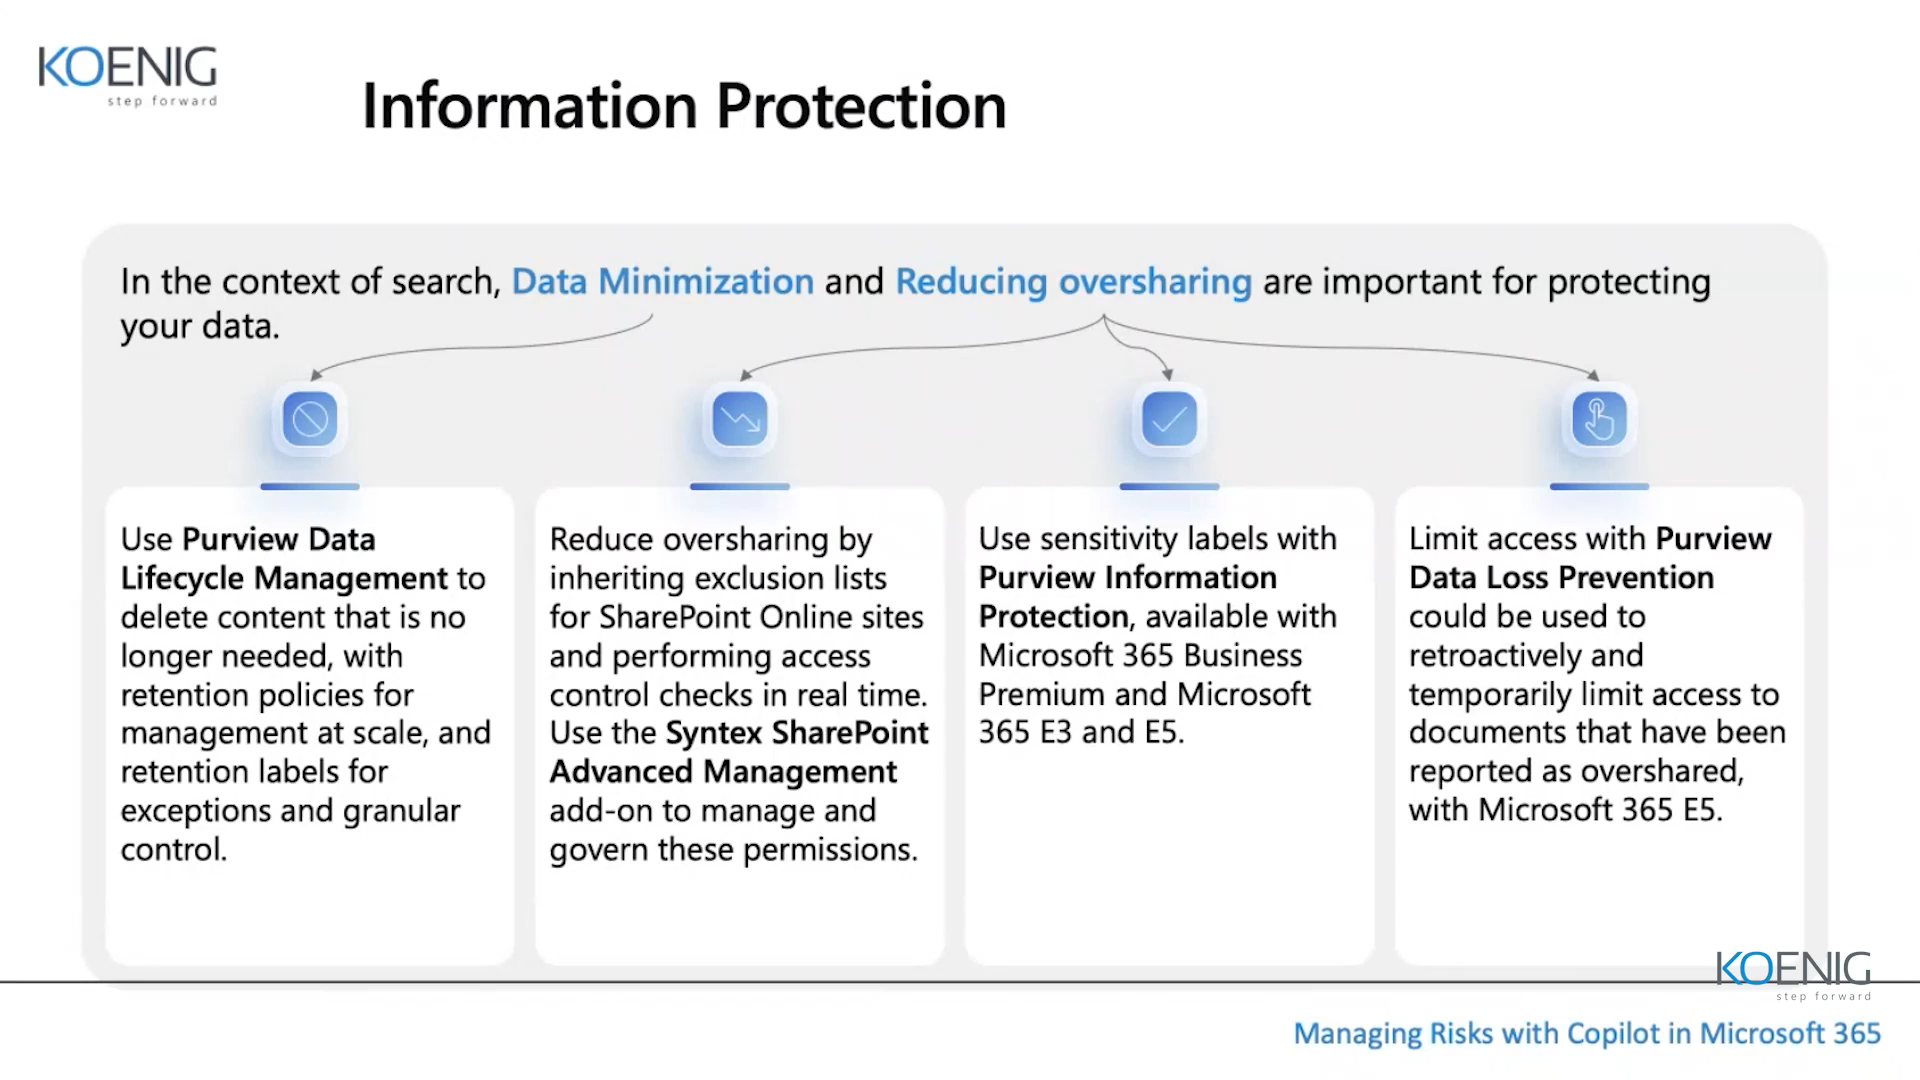 KOENIG
step forward
Information Protection
In the context of search, Data Minimization and Reducing oversharing are important for protecting
your data.
Use Purview Data
Lifecycle Management to
delete content that is no
longer needed, with
retention policies for
management at scale, and
retention labels for
exceptions and granular
control.
Reduce oversharing by
inheriting exclusion lists
for SharePoint Online sites
and performing access
control checks in real time.
Use the Syntex SharePoint
Advanced Management
add-on to manage and
govern these permissions.
Use sensitivity labels with
Purview Information
Protection, available with
Microsoft 365 Business
Premium and Microsoft
365 E3 and E5.
Limit access with Purview
Data Loss Prevention
could be used to
retroactively and
temporarily limit access to
documents that have been
reported as overshared,
with Microsoft 365 E5.
KOENIG
step forward
Managing Risks with Copilot in Microsoft 365